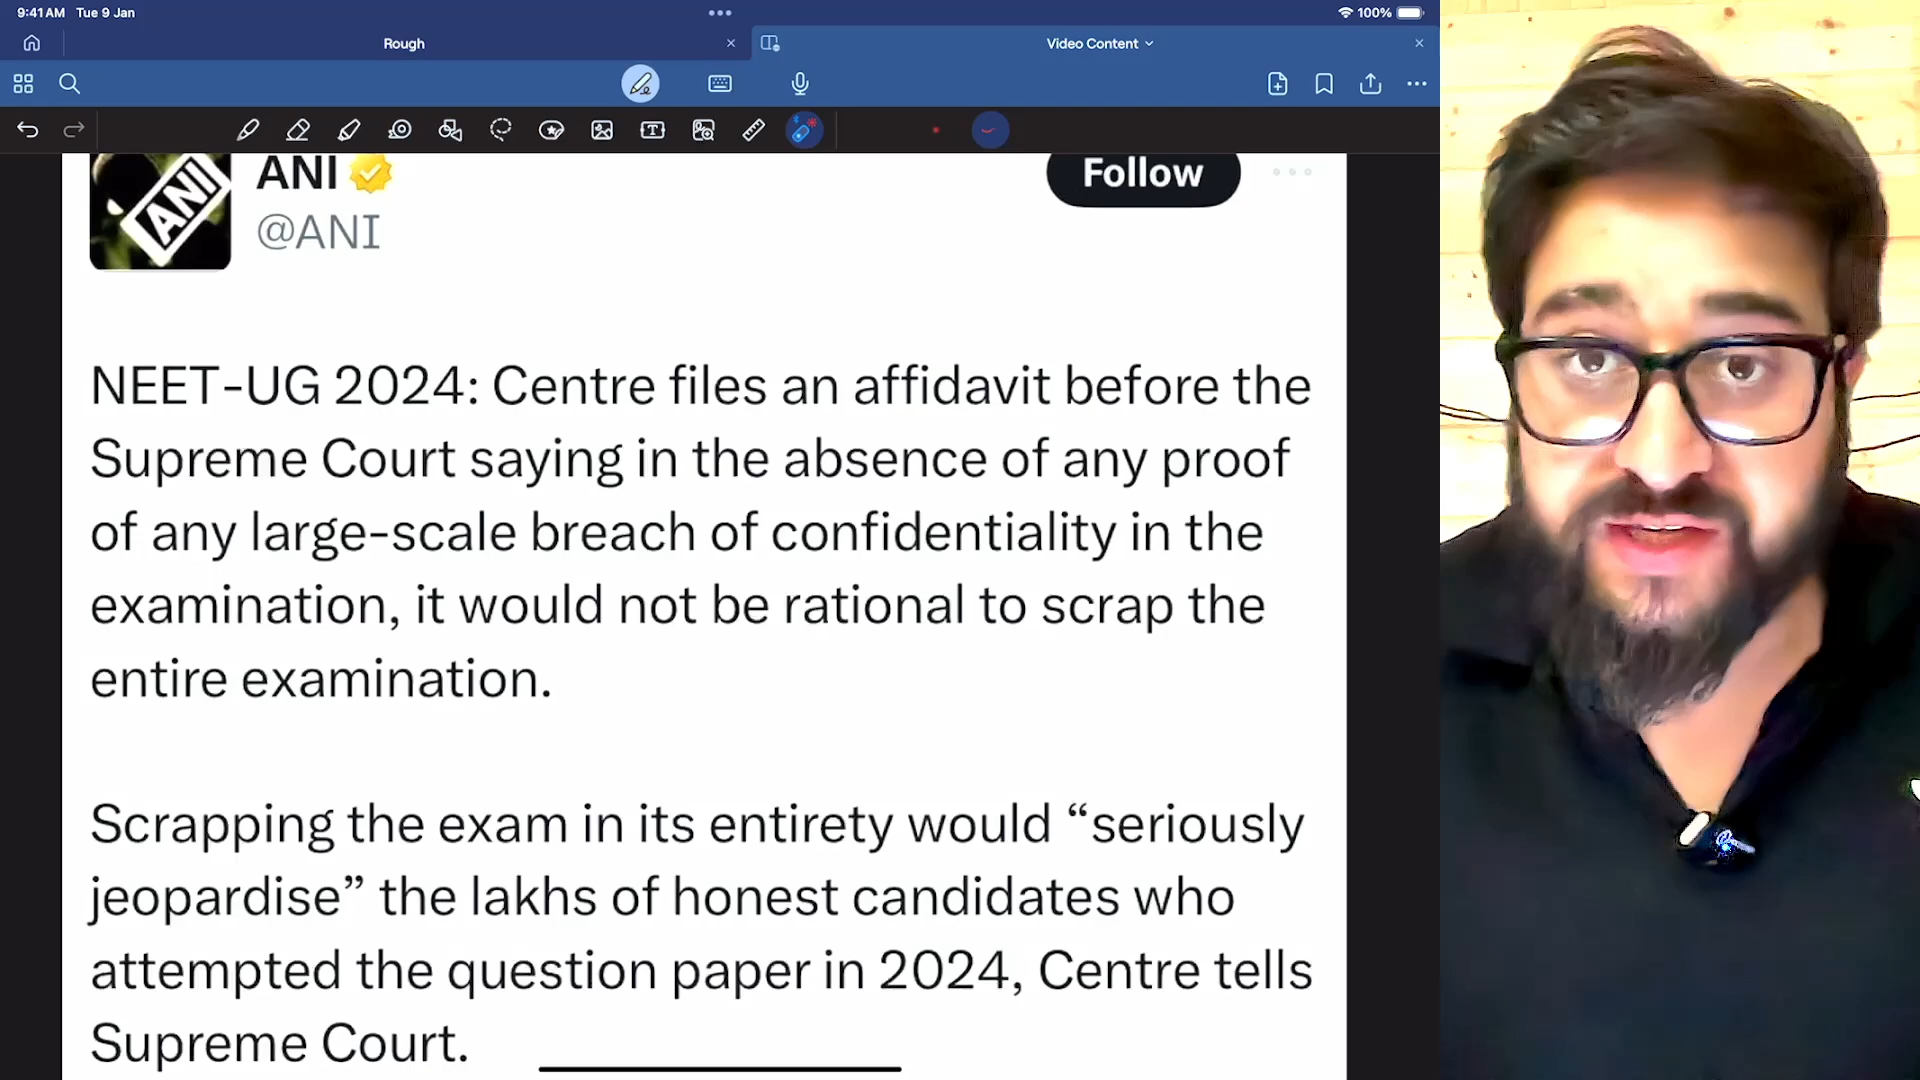 9:41 AM Tue 9 Jan
100%
Rough
Video Content
ANI
ANI
Follow
@ANI
NEET-UG 2024: Centre files an affidavit before the
Supreme Court saying in the absence of any proof
of any large-scale breach of confidentiality in the
examination, it would not be rational to scrap the
entire examination.
Scrapping the exam in its entirety would “seriously
jeopardise” the lakhs of honest candidates who
attempted the question paper in 2024, Centre tells
Supreme Court.